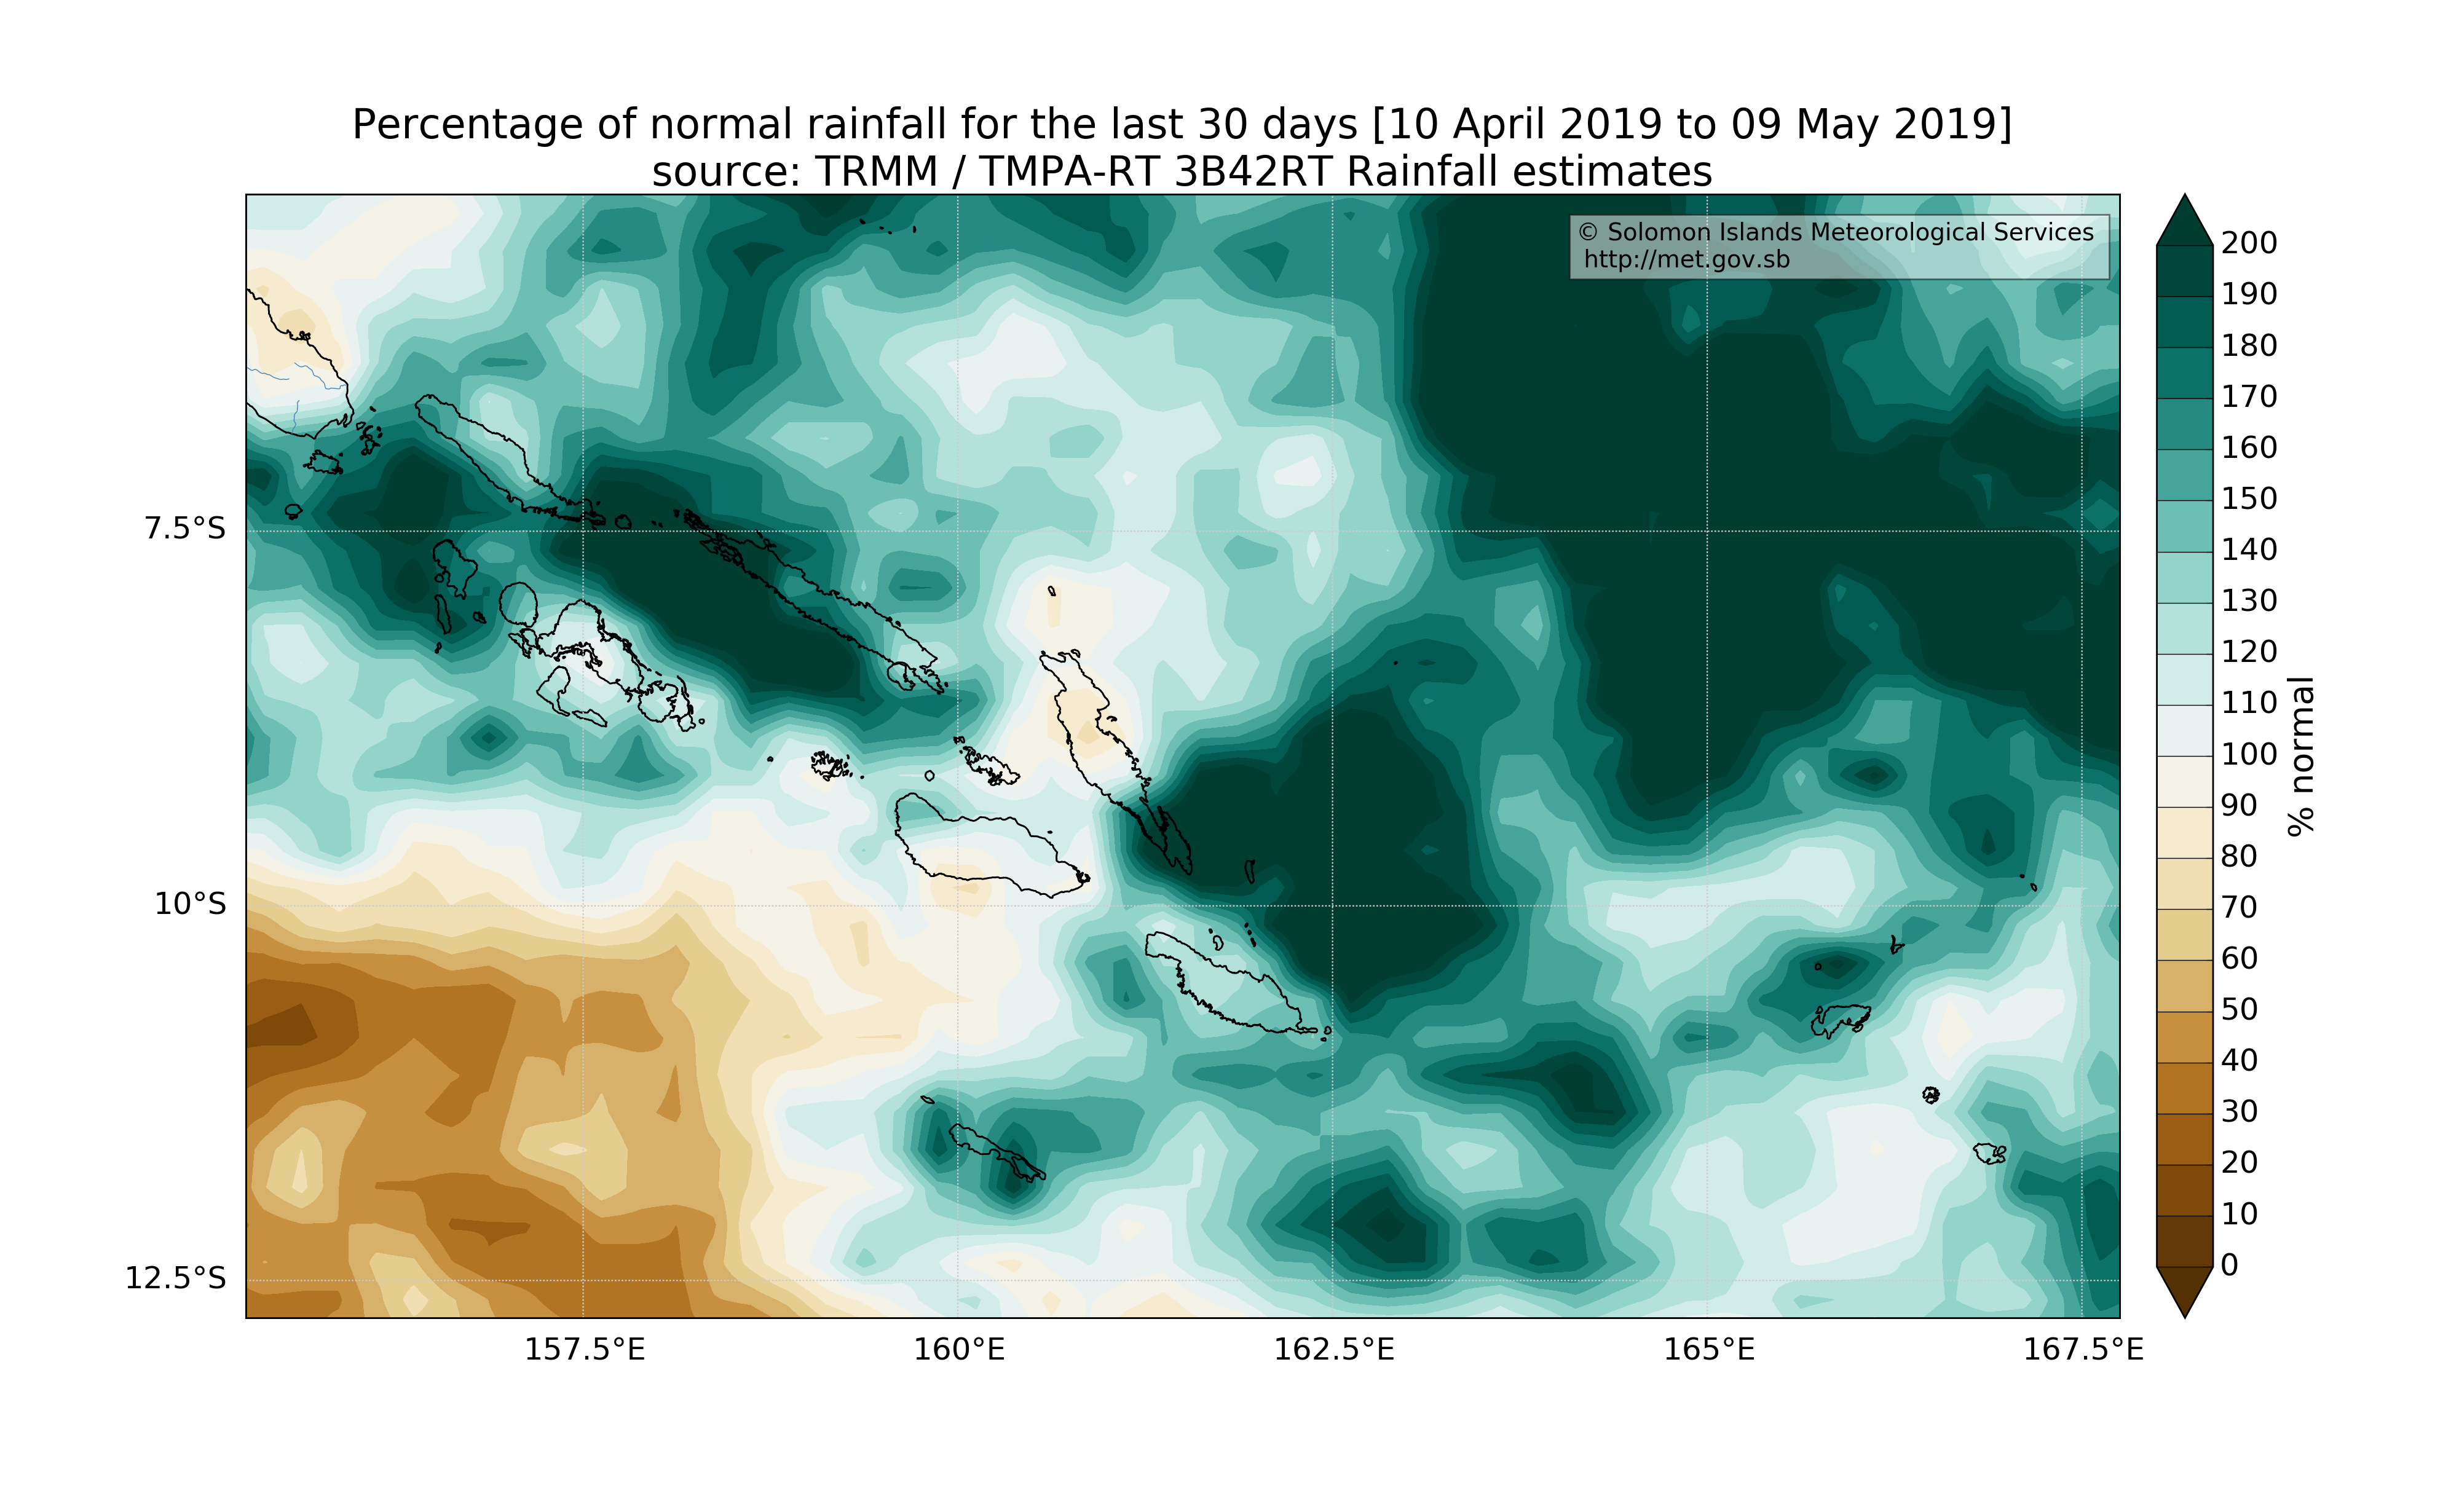 Percentage of normal rainfall for the last 30 days [10 April 2019 to 09 May 2019]
source: TRMM / TMPA-RT 3B42RT Rainfall estimates
© Solomon Islands Meteorological Services
http://met.gov.sb
7.5°S
10°S
12.5°S
157.5°E
160°E
162.5°E
165°E
167.5°E
200
190
180
170
160
150
140
130
120
110
100
90
80
70
60
50
40
30
20
10
0
% normal